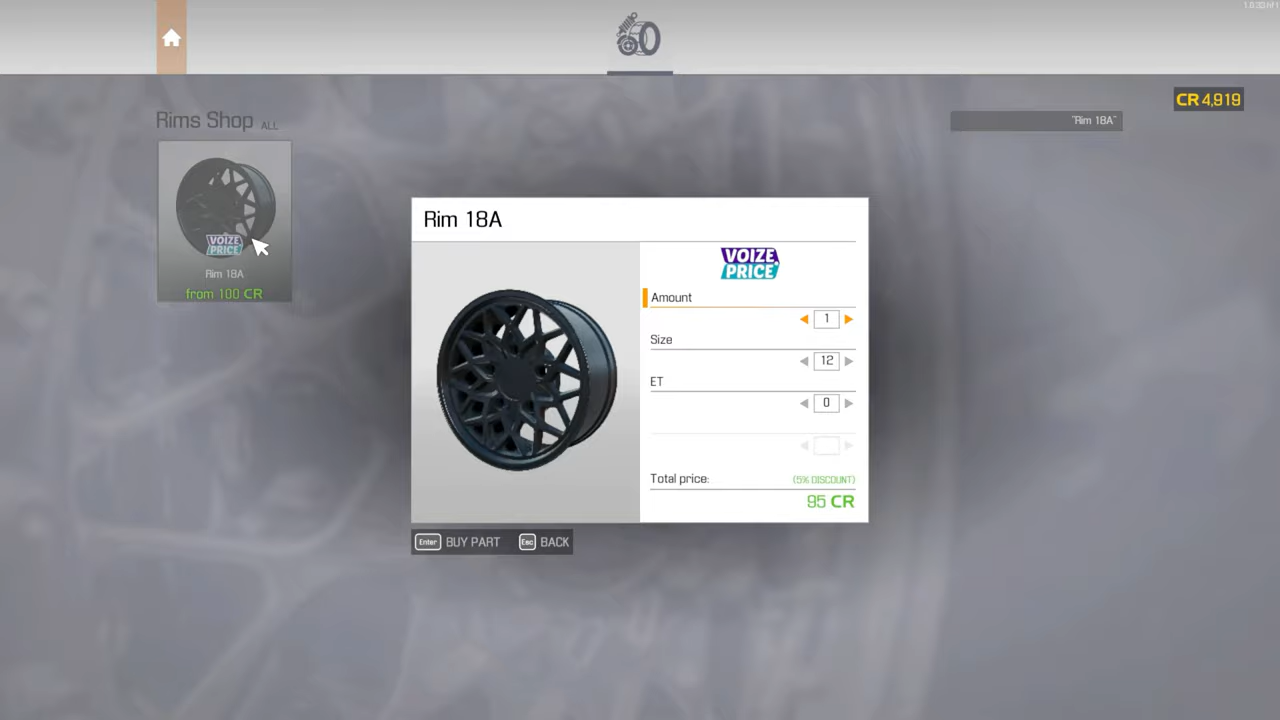 CR 4,919
Rims Shop ALL
"Rim 18A"
VOIZE
PRICE
Rim 18A
from 100 CR
Rim 18A
VOIZE
PRICE
Amount
1
Size
12
ET
0
Total price:
(5% DISCOUNT)
95 CR
Enter BUY PART
Esc BACK